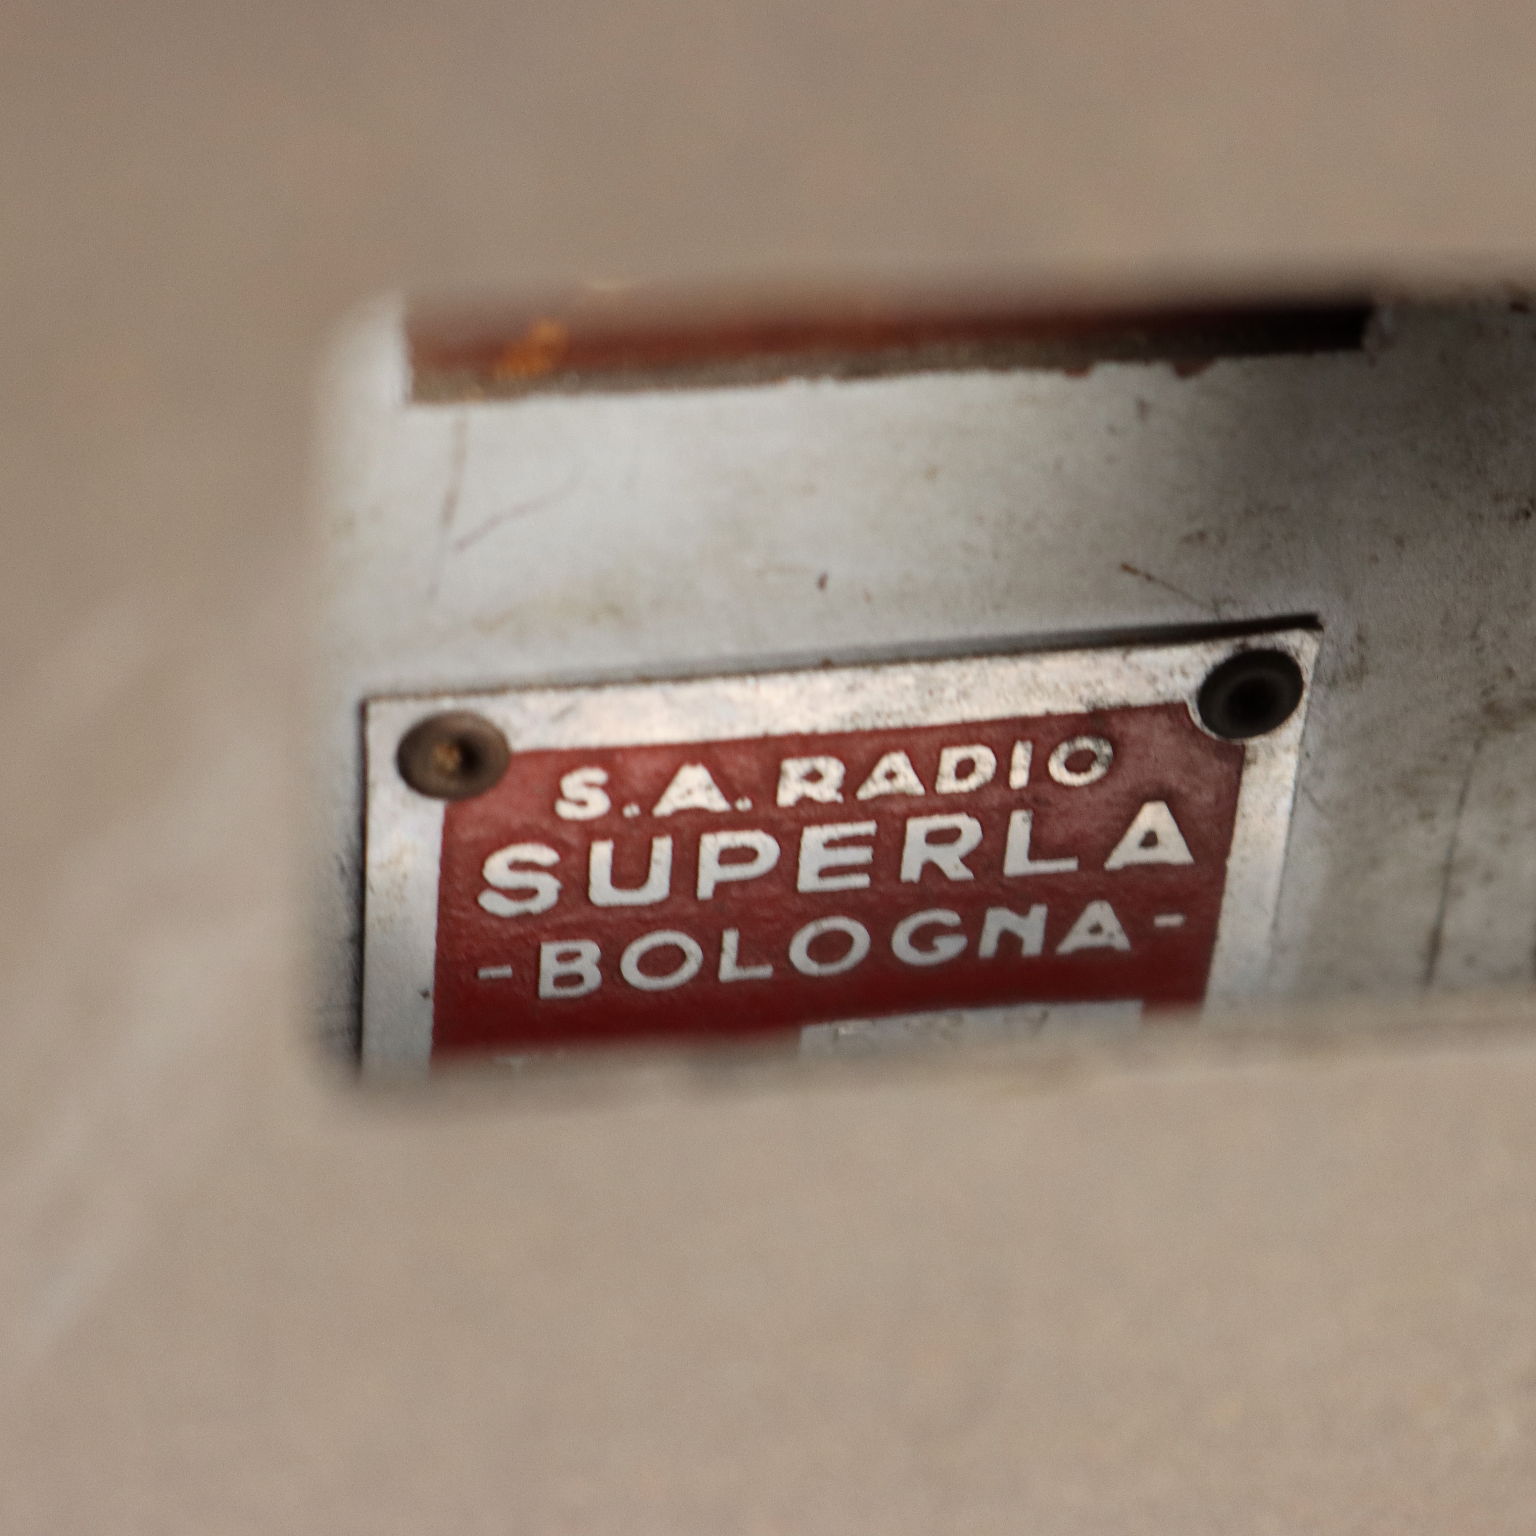 S.A. RADIO
SUPERLA
- BOLOGNA -